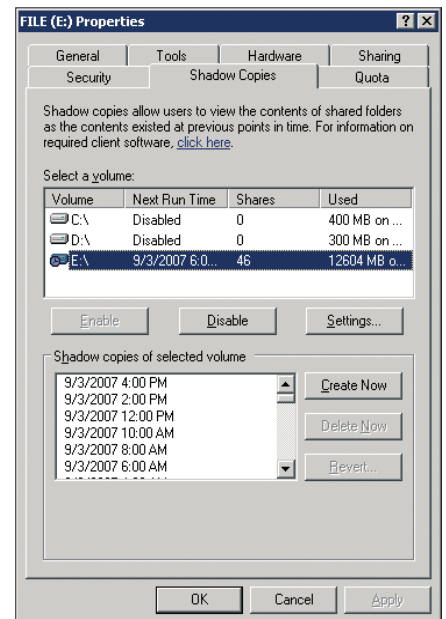 FILE (E:) Properties
General Tools Hardware Sharing
Security Shadow Copies Quota
Shadow copies allow users to view the contents of shared folders
as the contents existed at previous points in time. For information on
required client software, click here.
Select a volume:
Volume Next Run Time Shares Used
C:\ Disabled 0 400 MB on ...
D:\ Disabled 0 300 MB on ...
E:\ 9/3/2007 6:0... 46 12604 MB o...
Enable Disable Settings...
Shadow copies of selected volume
9/3/2007 4:00 PM
9/3/2007 2:00 PM
9/3/2007 12:00 PM
9/3/2007 10:00 AM
9/3/2007 8:00 AM
9/3/2007 6:00 AM
Create Now
Delete Now
Revert...
OK Cancel Apply